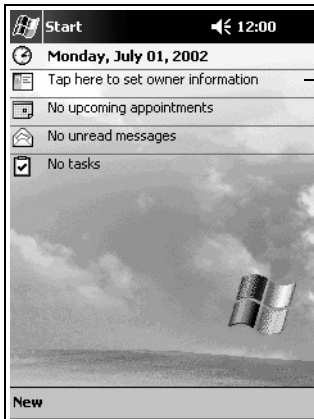 Start 12:00
Monday, July 01, 2002
Tap here to set owner information
No upcoming appointments
No unread messages
No tasks
New